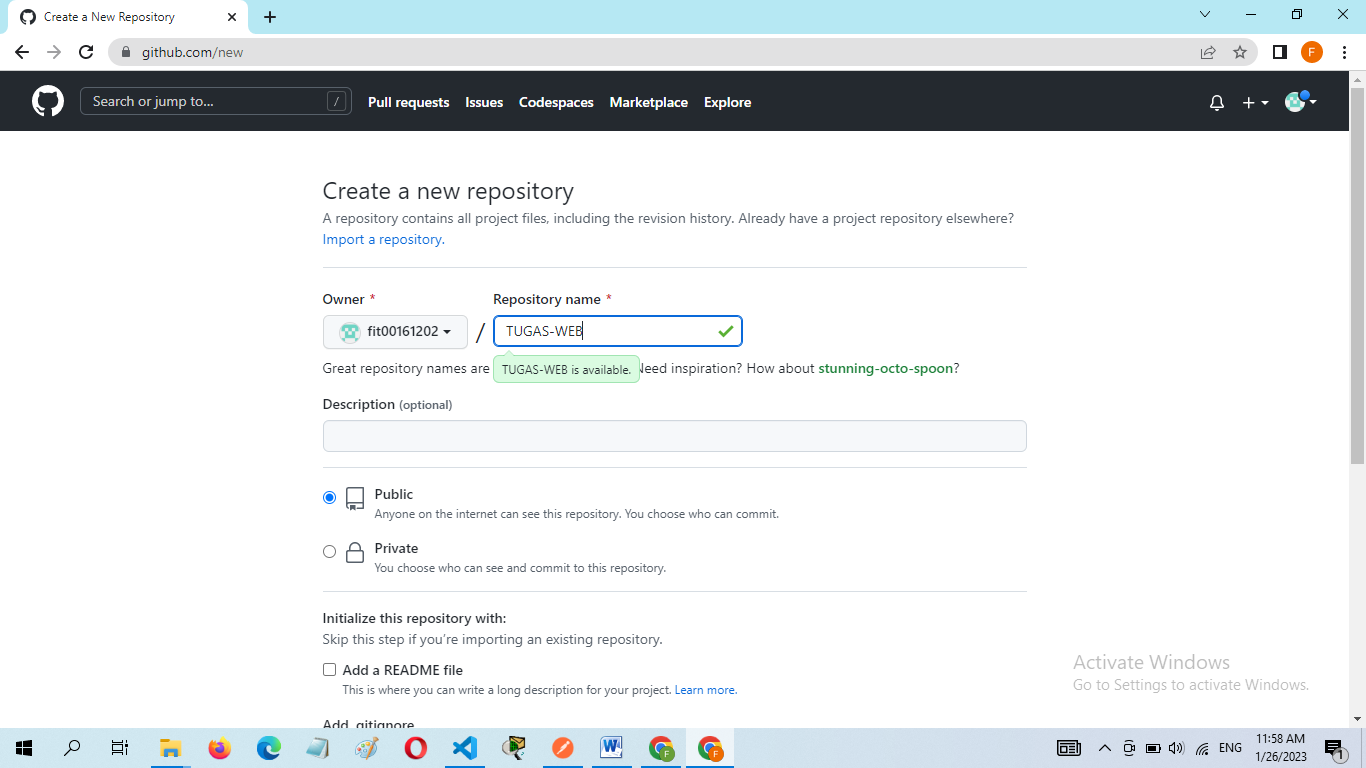 Create a New Repository
github.com/new
F
Search or jump to...
/
Pull requests Issues Codespaces Marketplace Explore
Create a new repository
A repository contains all project files, including the revision history. Already have a project repository elsewhere?
Import a repository.
Owner * Repository name *
fit00161202 / TUGAS-WEB
Great repository names are Need inspiration? How about stunning-octo-spoon?
TUGAS-WEB is available.
Description (optional)
Public
Anyone on the internet can see this repository. You choose who can commit.
Private
You choose who can see and commit to this repository.
Initialize this repository with:
Skip this step if you're importing an existing repository.
Add a README file
This is where you can write a long description for your project. Learn more.
Add .gitignore
Activate Windows
Go to Settings to activate Windows.
F F ENG 11:58 AM
1/26/2023 1